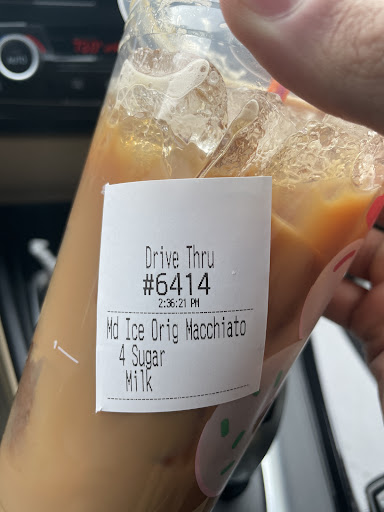 Drive Thru
#6414
2:36:21 PM
Md Ice Orig Macchiato
4 Sugar
Milk